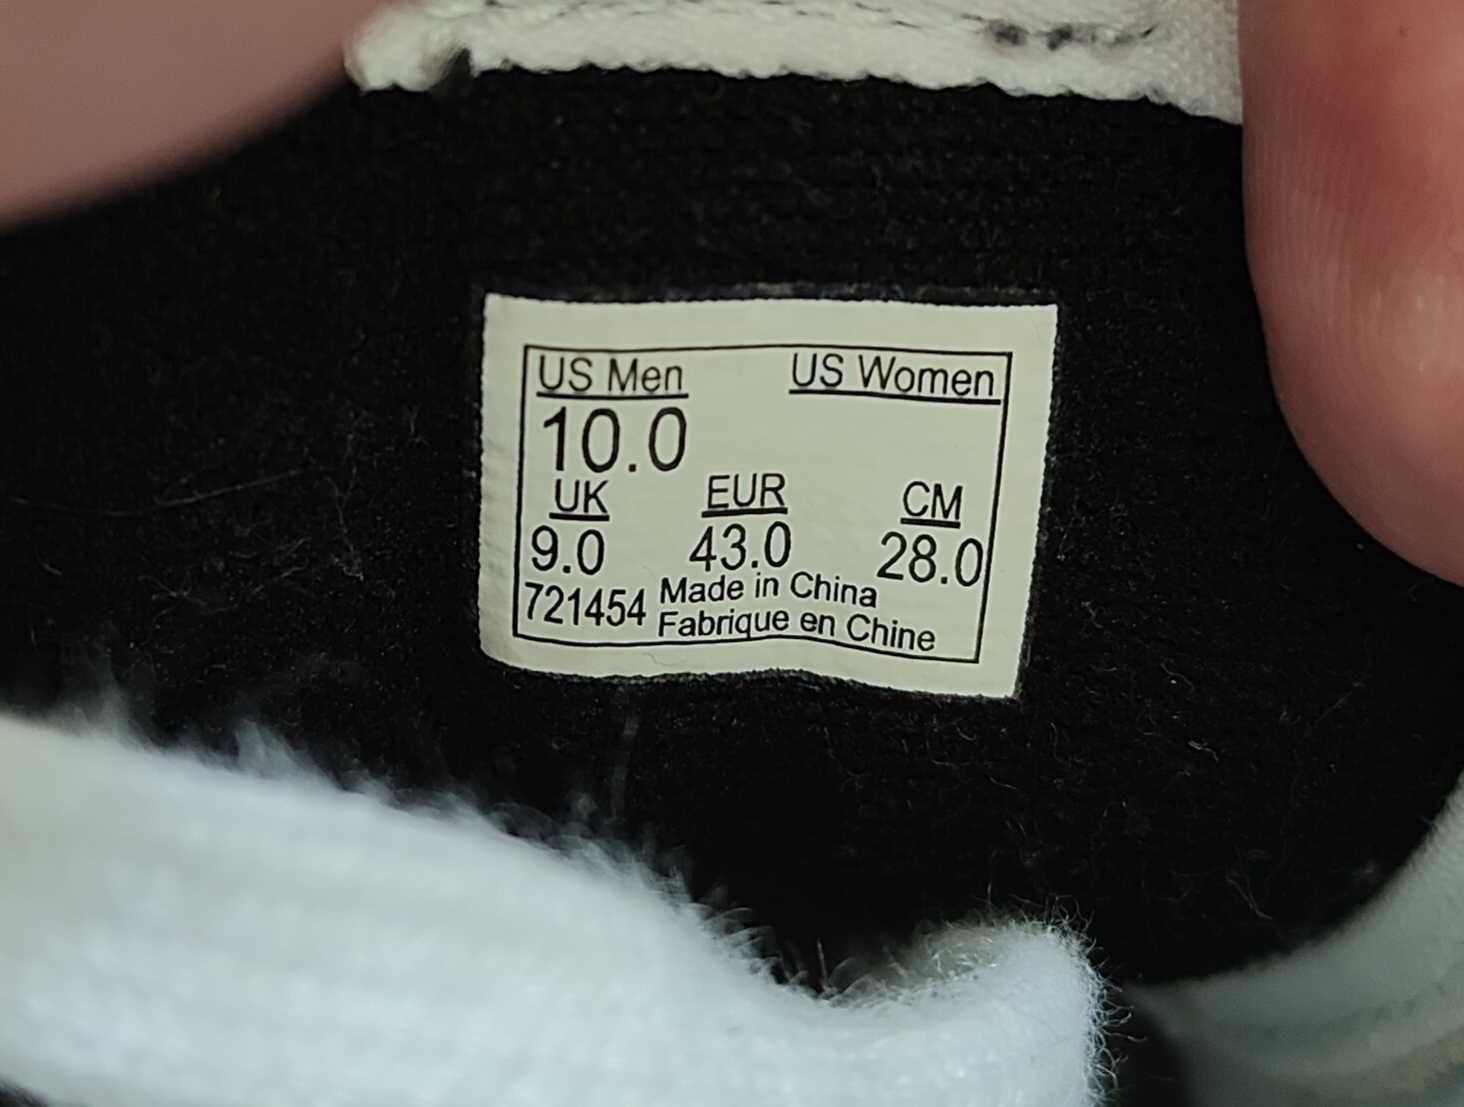 US Men US Women
10.0
UK EUR CM
9.0 43.0 28.0
721454 Made in China
Fabrique en Chine